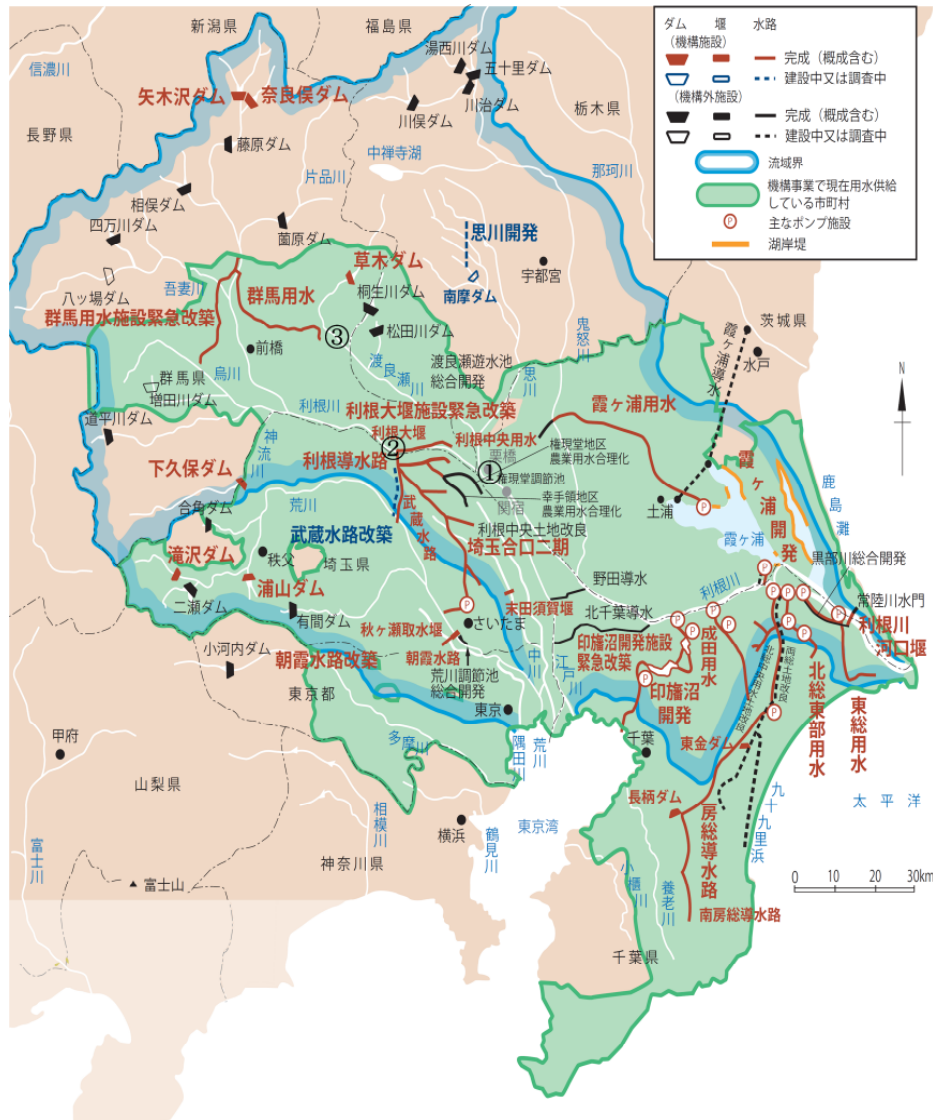 新潟県
福島県
信濃川
湯西川ダム
五十里ダム
川治ダム
川俣ダム
栃木県
矢木沢ダム
奈良俣ダム
長野県
藤原ダム
中禅寺湖
那珂川
片品川
相俣ダム
四万川ダム
薗原ダム
思川開発
宇都宮
南摩ダム
草木ダム
桐生川ダム
八ッ場ダム
吾妻川
群馬用水
群馬用水施設緊急改築
③
松田川ダム
前橋
渡良瀬川
渡良瀬遊水池
総合開発
思川
鬼怒川
霞ヶ浦導水
茨城県
水戸
群馬県
増田川ダム
烏川
利根川
利根大堰施設緊急改築
霞ヶ浦用水
道平川ダム
神流川
利根大堰
②
利根中央用水
栗橋
権現堂地区
農業用水合理化
①
利根導水路
権現堂調節池
下久保ダム
関宿
幸手領地区
農業用水合理化
荒川
武蔵水路
合角ダム
武蔵水路改築
利根中央土地改良
土浦
霞ヶ浦
霞ヶ浦開発
鹿島灘
滝沢ダム
秩父
埼玉県
埼玉合口二期
黒部川総合開発
浦山ダム
野田導水
利根川
常陸川水門
二瀬ダム
有間ダム
さいたま
末田須賀堰
北千葉導水
利根川
河口堰
秋ヶ瀬取水堰
小河内ダム
朝霞水路改築
朝霞水路
中川
江戸川
印旛沼開発施設
緊急改築
成田用水
荒川調節池
総合開発
東京都
印旛沼
開発
両総土地改良
北総東部用水
東総用水
東京
甲府
多摩川
隅田川
荒川
千葉
東金ダム
山梨県
長柄ダム
九十九里浜
太平洋
横浜
相模川
鶴見川
東京湾
房総導水路
富士川
神奈川県
小櫃川
養老川
富士山
南房総導水路
千葉県
N
0 10 20 30km
P
P
P
P
P
P
P
P
P
P
P
P
P
P
ダム 堰 水路
(機構施設)
完成(概成含む)
建設中又は調査中
(機構外施設)
完成(概成含む)
建設中又は調査中
流域界
機構事業で現在用水供給
している市町村
P 主なポンプ施設
湖岸堤